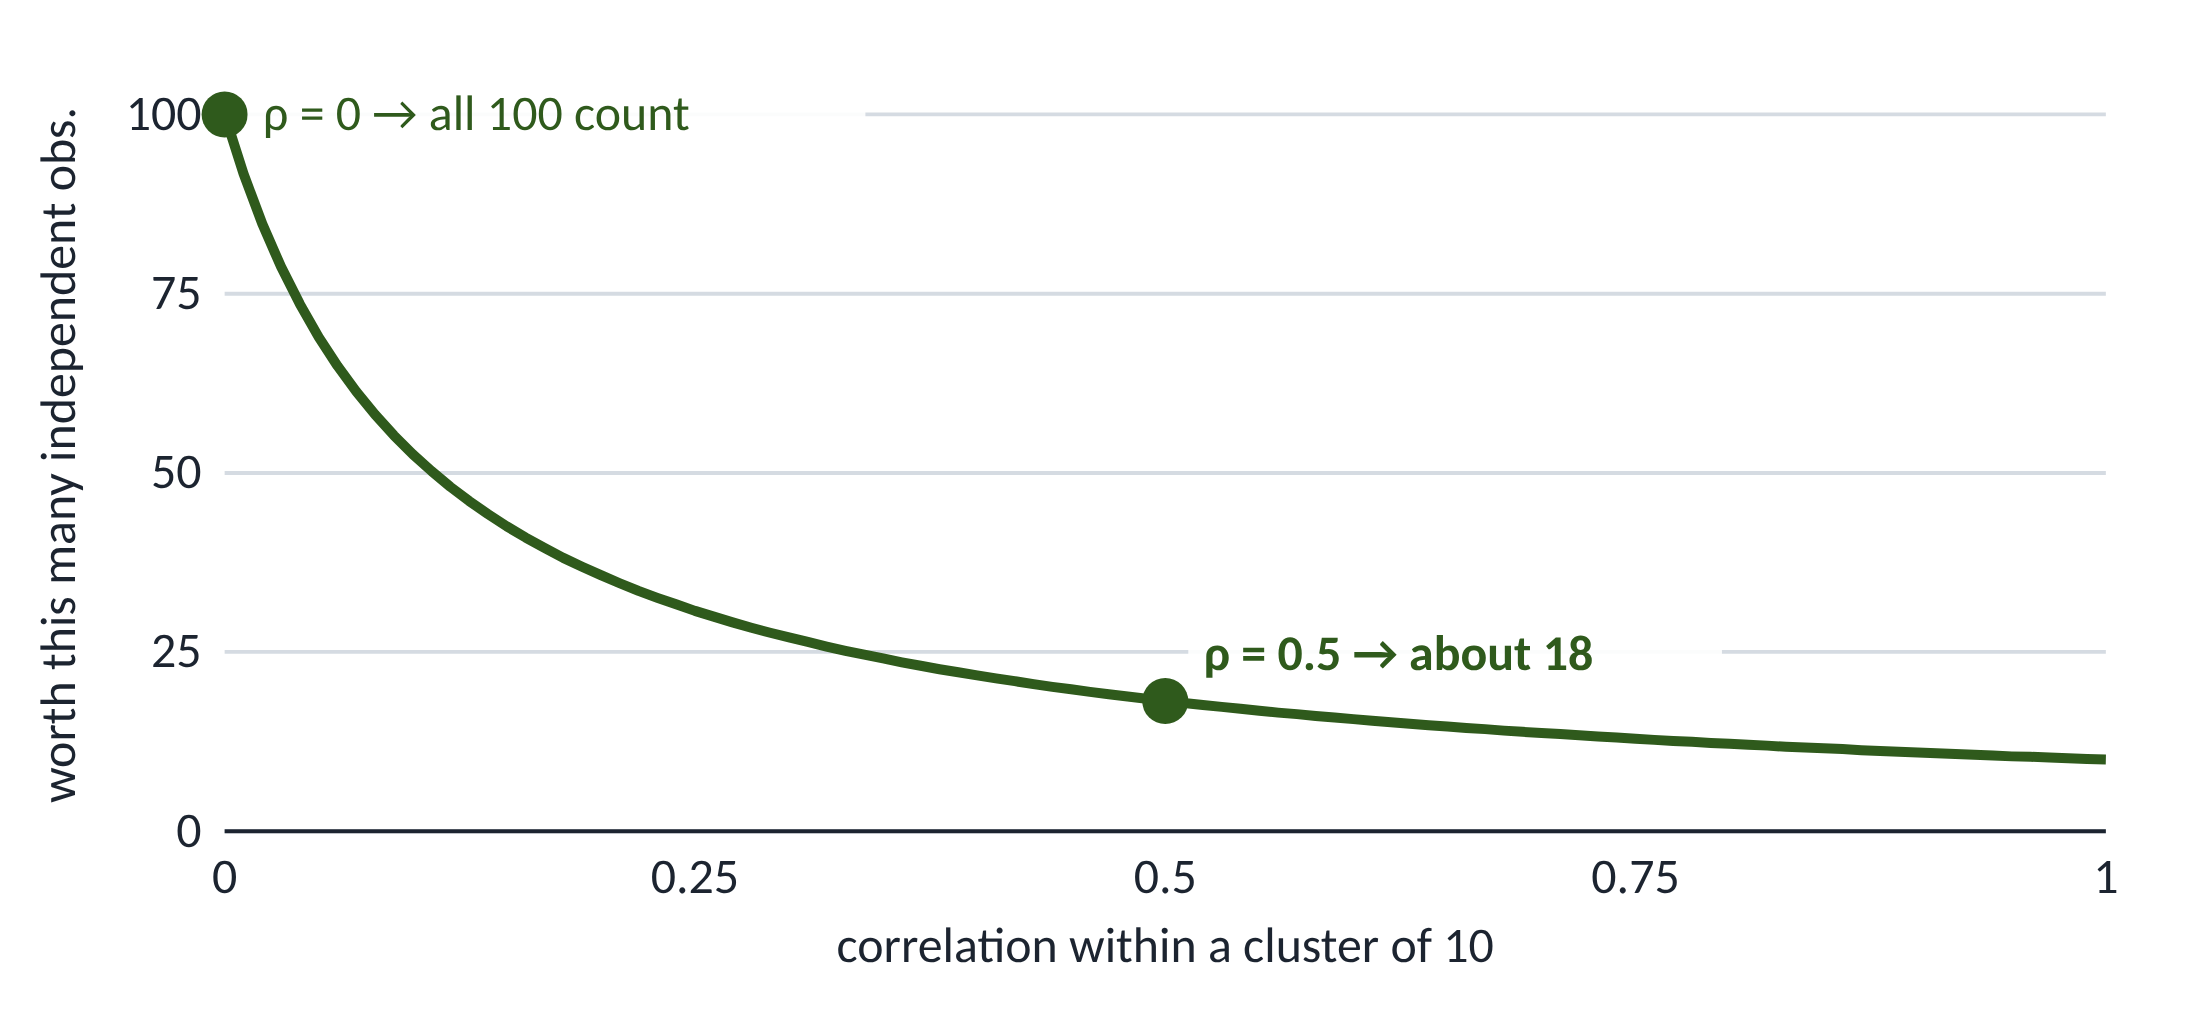 worth this many independent obs.
100
ρ = 0 → all 100 count
75
50
25
ρ = 0.5 → about 18
0
0
0.25
0.5
0.75
1
correlation within a cluster of 10